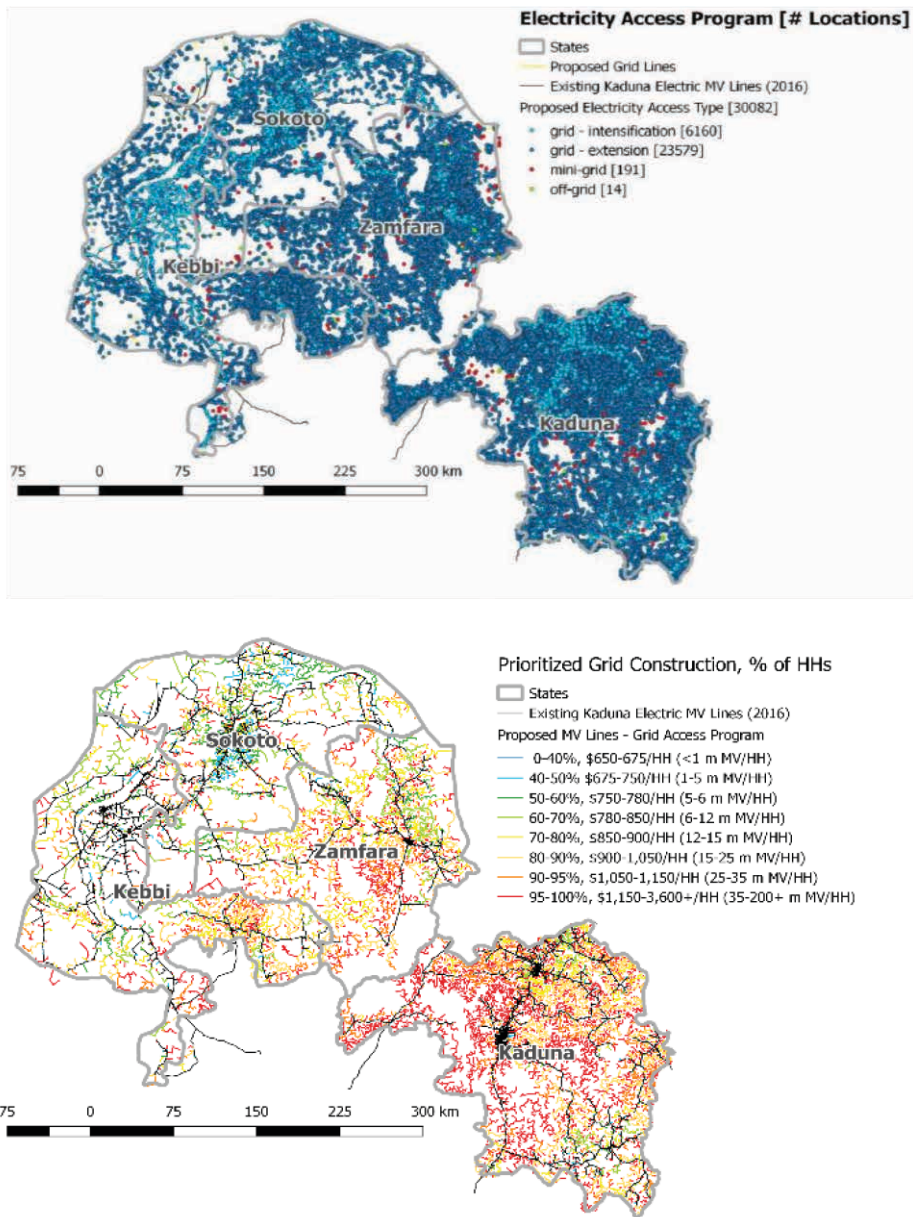 Electricity Access Program [# Locations]
States
Proposed Grid Lines
Existing Kaduna Electric MV Lines (2016)
Proposed Electricity Access Type [30082]
grid - intensification [6160]
grid - extension [23579]
mini-grid [191]
off-grid [14]
Sokoto
Zamfara
Kebbi
Kaduna
75 0 75 150 225 300 km
Prioritized Grid Construction, % of HHs
States
Existing Kaduna Electric MV Lines (2016)
Proposed MV Lines - Grid Access Program
0-40%, $650-675/HH (<1 m MV/HH)
40-50% $675-750/HH (1-5 m MV/HH)
50-60%, $750-780/HH (5-6 m MV/HH)
60-70%, $780-850/HH (6-12 m MV/HH)
70-80%, $850-900/HH (12-15 m MV/HH)
80-90%, $900-1,050/HH (15-25 m MV/HH)
90-95%, $1,050-1,150/HH (25-35 m MV/HH)
95-100%, $1,150-3,600+/HH (35-200+ m MV/HH)
Sokoto
Zamfara
Kebbi
Kaduna
75 0 75 150 225 300 km